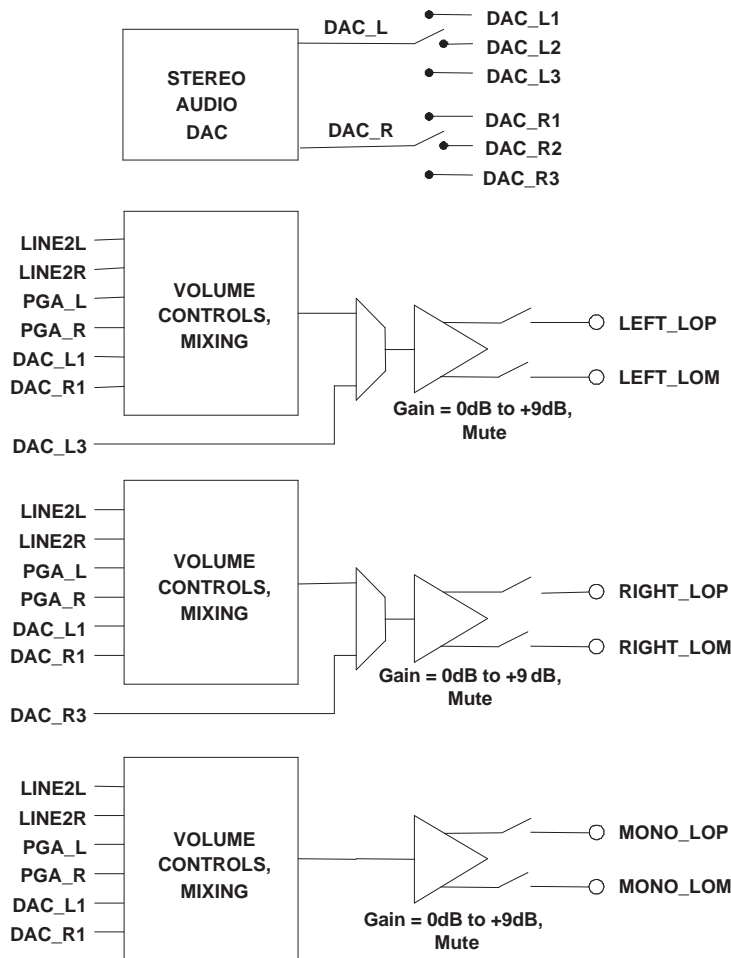 DAC_L
DAC_L1
DAC_L2
DAC_L3
STEREO
AUDIO
DAC
DAC_R
DAC_R1
DAC_R2
DAC_R3
LINE2L
LINE2R
PGA_L
PGA_R
DAC_L1
DAC_R1
VOLUME
CONTROLS,
MIXING
LEFT_LOP
LEFT_LOM
Gain = 0dB to +9dB,
Mute
DAC_L3
LINE2L
LINE2R
PGA_L
PGA_R
DAC_L1
DAC_R1
VOLUME
CONTROLS,
MIXING
RIGHT_LOP
RIGHT_LOM
Gain = 0dB to +9 dB,
Mute
DAC_R3
LINE2L
LINE2R
PGA_L
PGA_R
DAC_L1
DAC_R1
VOLUME
CONTROLS,
MIXING
MONO_LOP
MONO_LOM
Gain = 0dB to +9dB,
Mute